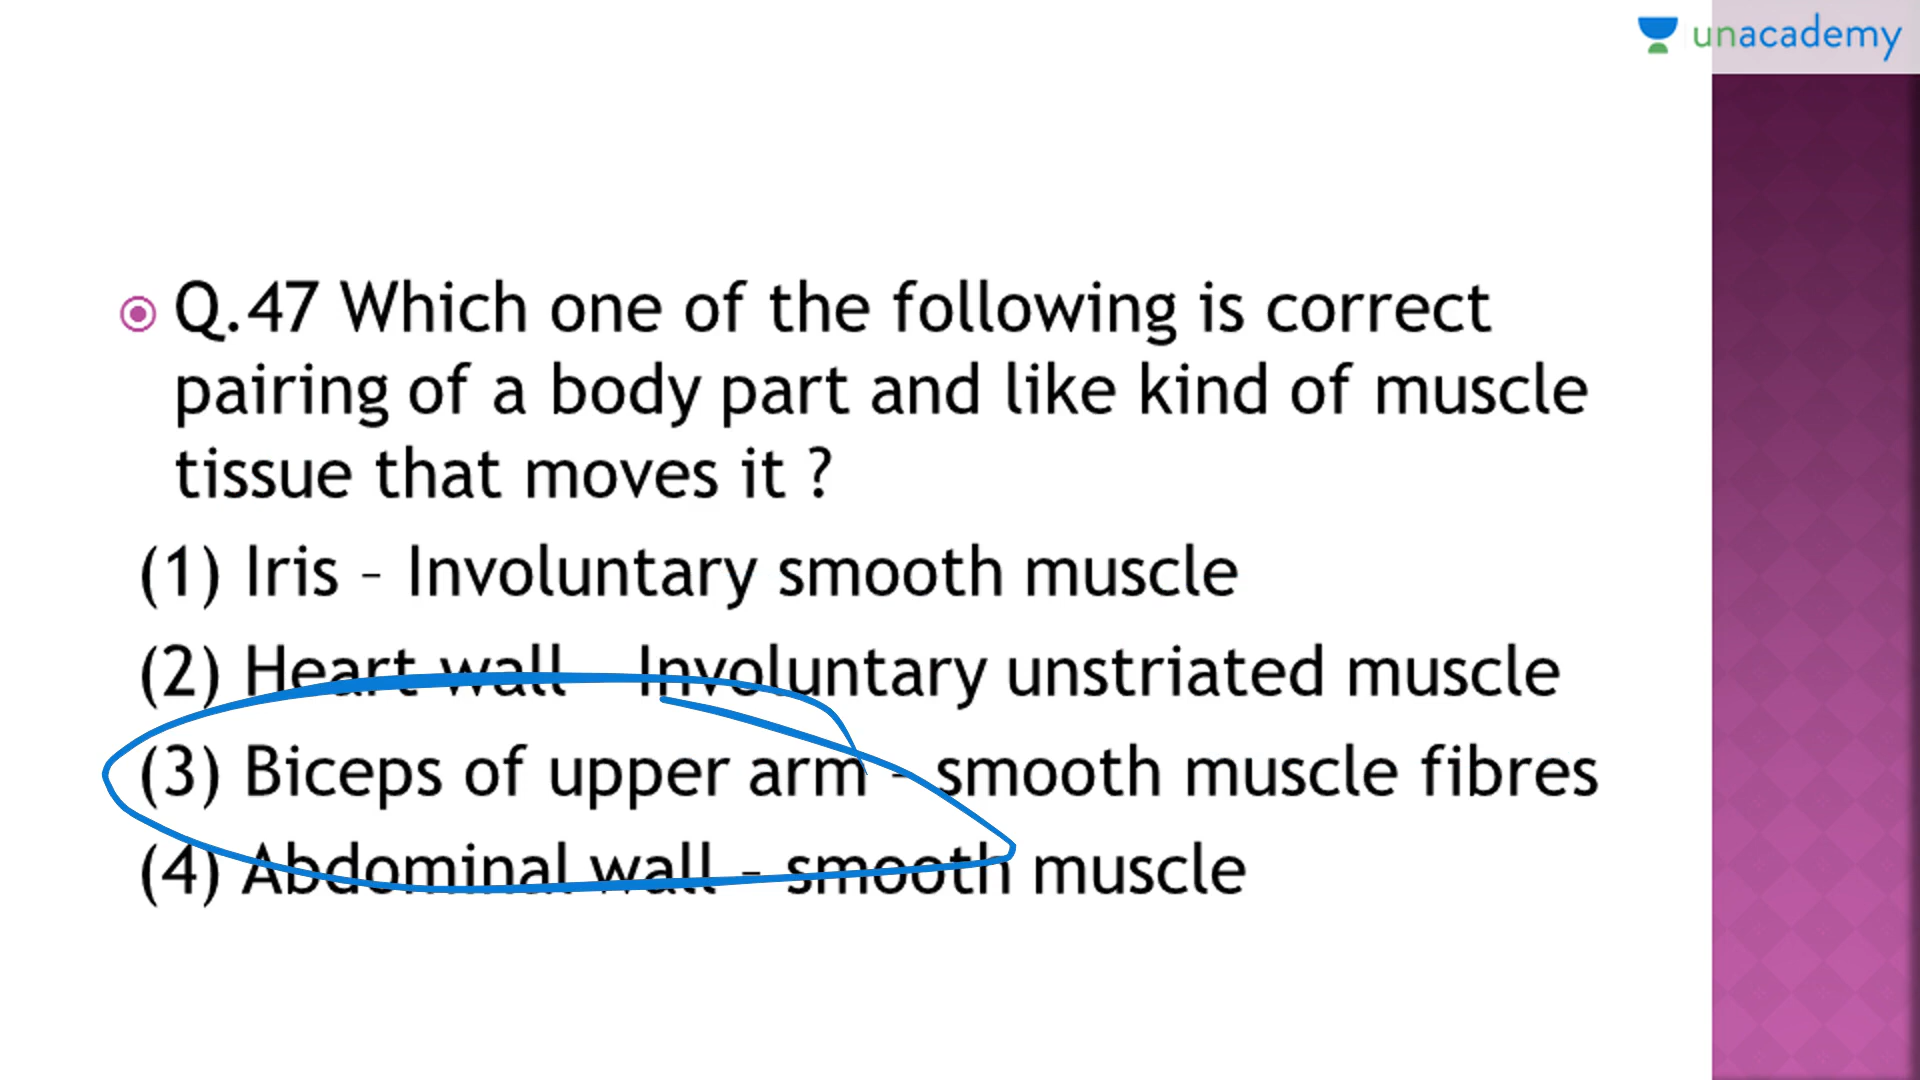 unacademy
Q.47 Which one of the following is correct
pairing of a body part and like kind of muscle
tissue that moves it ?
(1) Iris – Involuntary smooth muscle
(2) Heart wall – Involuntary unstriated muscle
(3) Biceps of upper arm – smooth muscle fibres
(4) Abdominal wall – smooth muscle